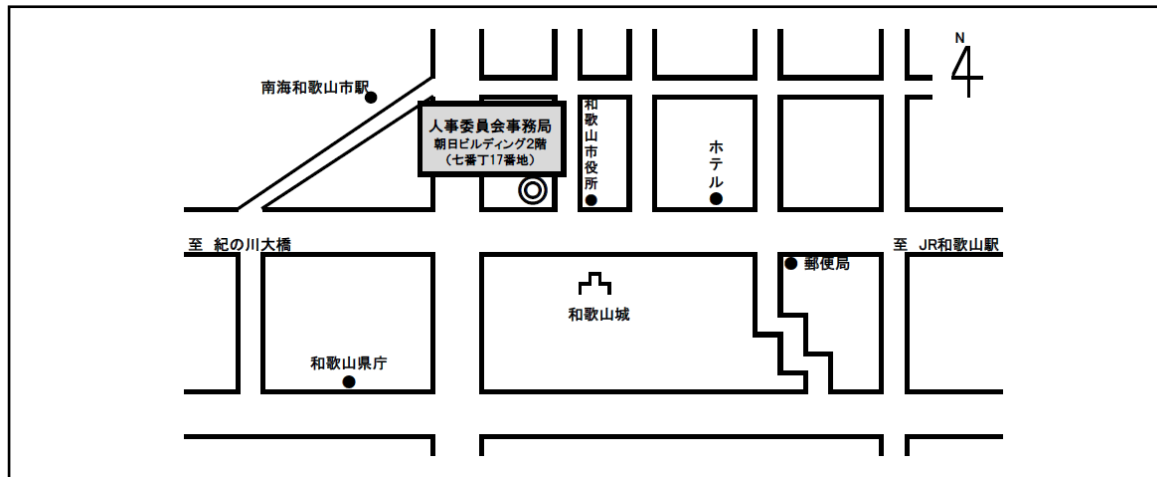 N
南海和歌山市駅
人事委員会事務局
朝日ビルディング2階
（七番丁17番地）
和歌山市役所
ホテル
至 紀の川大橋
至 JR和歌山駅
郵便局
和歌山城
和歌山県庁